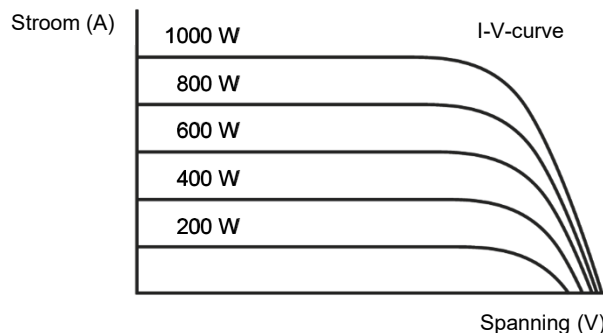 Stroom (A)
I-V-curve
1000 W
800 W
600 W
400 W
200 W
Spanning (V)